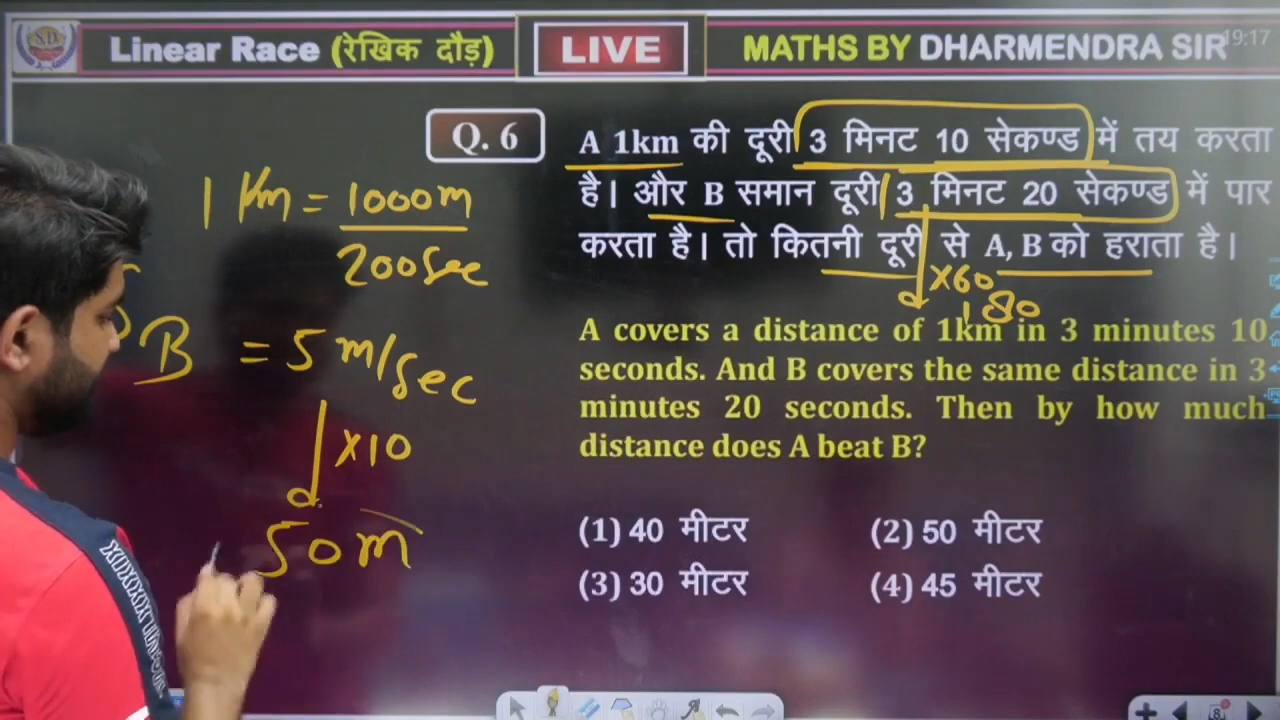 Linear Race (रेखिक दौड़)
LIVE
MATHS BY DHARMENDRA SIR
19:17
Q. 6
A 1km की दूरी 3 मिनट 10 सेकण्ड में तय करता
है। और B समान दूरी 3 मिनट 20 सेकण्ड में पार
करता है। तो कितनी दूरी से A, B को हराता है।
×60
180
A covers a distance of 1km in 3 minutes 10
seconds. And B covers the same distance in 3
minutes 20 seconds. Then by how much
distance does A beat B?
(1) 40 मीटर (2) 50 मीटर
(3) 30 मीटर (4) 45 मीटर
1 Km = 1000m
200Sec
B = 5 m/sec
×10
50m